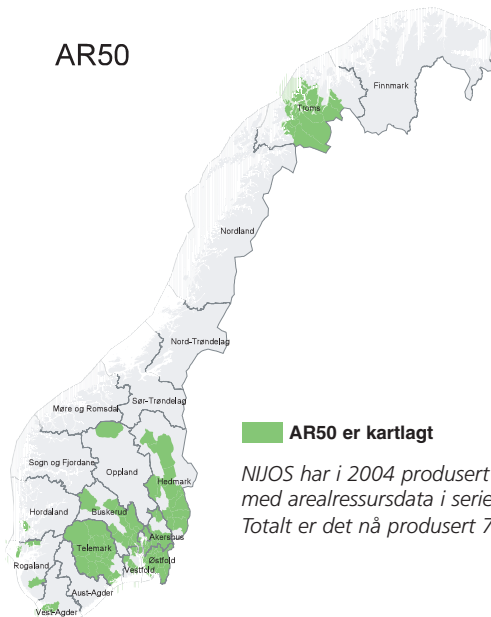 AR50
Finnmark
Troms
Nordland
Nord-Trøndelag
Sør-Trøndelag
Møre og Romsdal
AR50 er kartlagt
Sogn og Fjordane
Oppland
Hedmark
NIJOS har i 2004 produsert
med arealressursdata i serie
Totalt er det nå produsert 7
Hordaland
Buskerud
Akershus
Telemark
Østfold
Vestfold
Rogaland
Aust-Agder
Vest-Agder